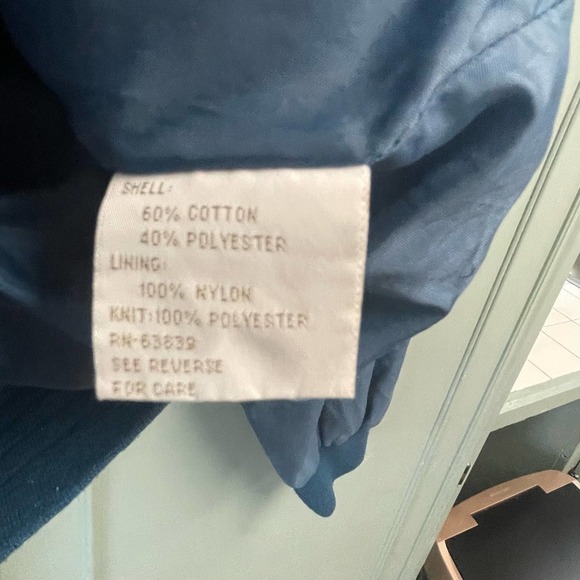 SHELL:
60% COTTON
40% POLYESTER
LINING:
100% NYLON
KNIT:100% POLYESTER
RN-63839
SEE REVERSE
FOR CARE